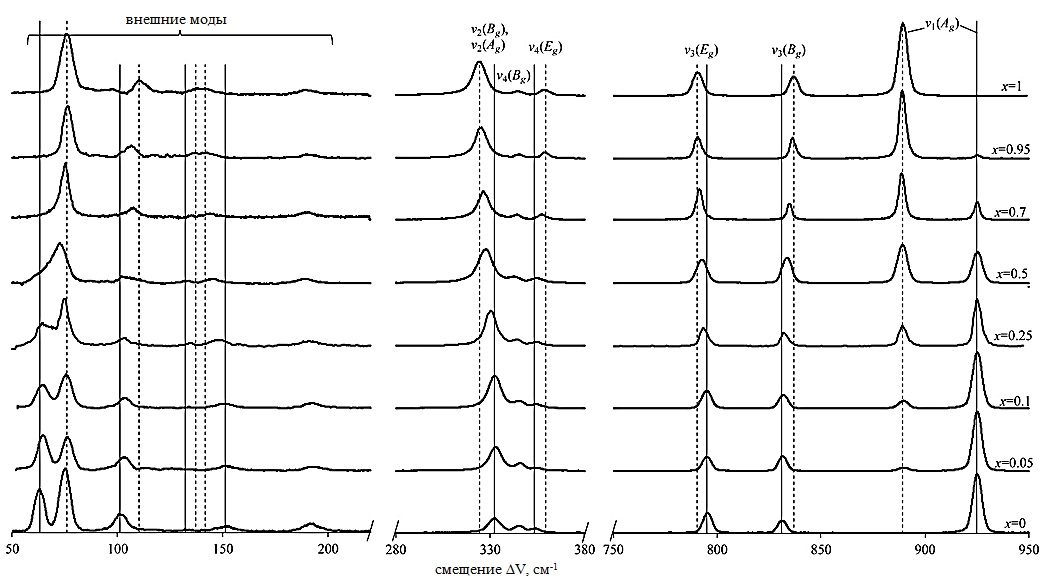 внешние моды
ν₂(Bg),
ν₂(Ag)
ν₄(Bg)
ν₄(Eg)
ν₃(Eg)
ν₃(Bg)
ν₁(Ag)
x=1
x=0.95
x=0.7
x=0.5
x=0.25
x=0.1
x=0.05
x=0
50 100 150 200 280 330 380 750 800 850 900 950
смещение ΔV, см⁻¹